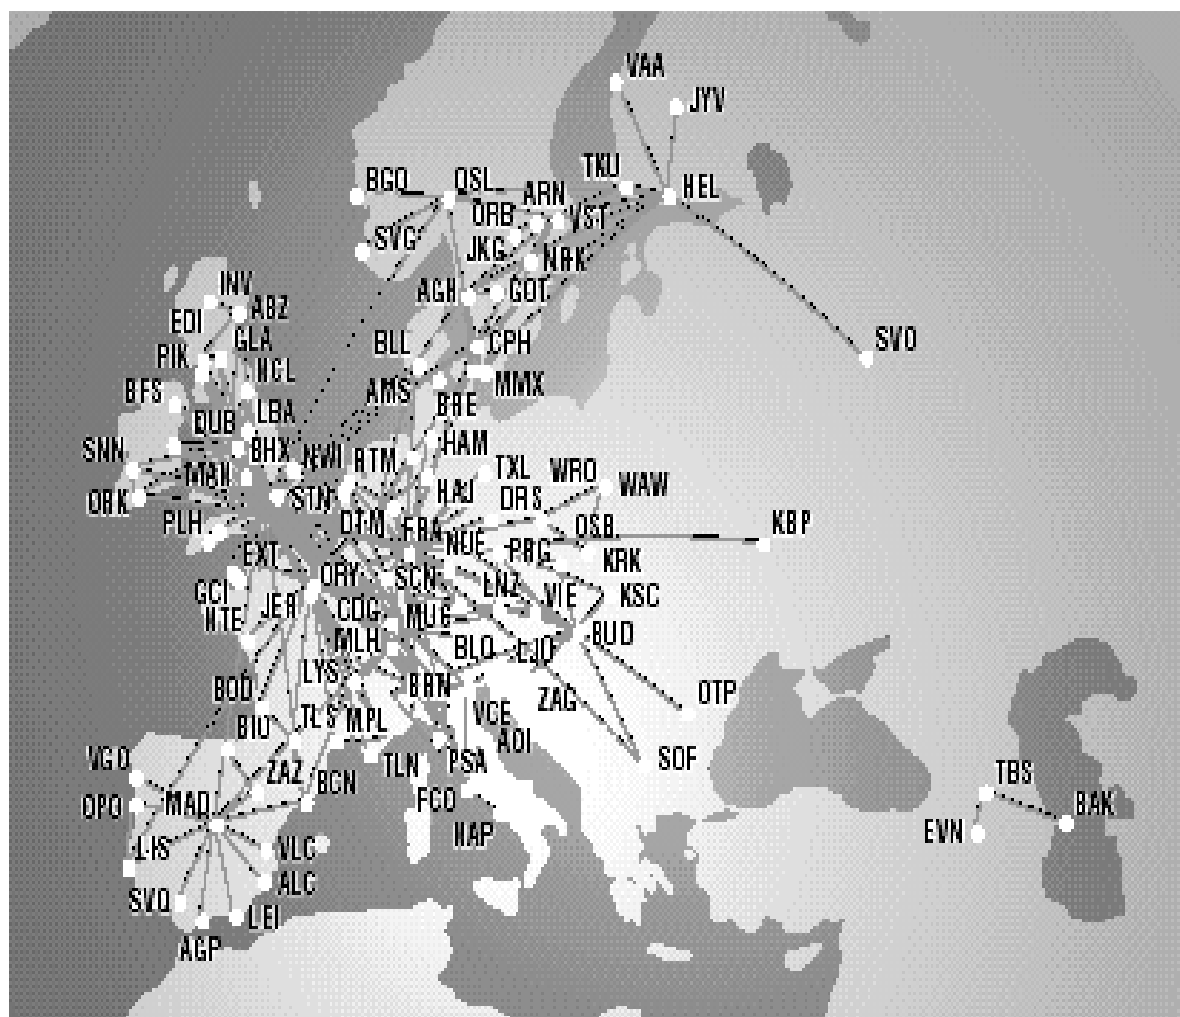 VAA
JYV
TKU
HEL
BGO
OSL
ARN
ORB
VST
SVG
JKG
NRK
INV
AGH
GOT
ABZ
EDI
GLA
BLL
CPH
SVO
PIK
NCL
AMS
MMX
BFS
BRE
LBA
DUB
HAM
SNN
BHX
NWI
RTM
TXL
WRO
WAW
MAN
ORK
STN
HAJ
DRS
PLH
DTM
FRA
OSR
KBP
NUE
PRG
KRK
EXT
ORY
SCN
LNZ
VIE
KSC
GCI
JER
CDG
MUC
NTE
MLH
BLQ
LJU
BUD
LYS
BRN
ZAG
OTP
BOD
BIO
TLS
MPL
VCE
AOI
SOF
VGO
ZAZ
BCN
TLN
PSA
TBS
OPO
MAD
FCO
BAK
EVN
NAP
LIS
VLC
ALC
SVQ
LEI
AGP